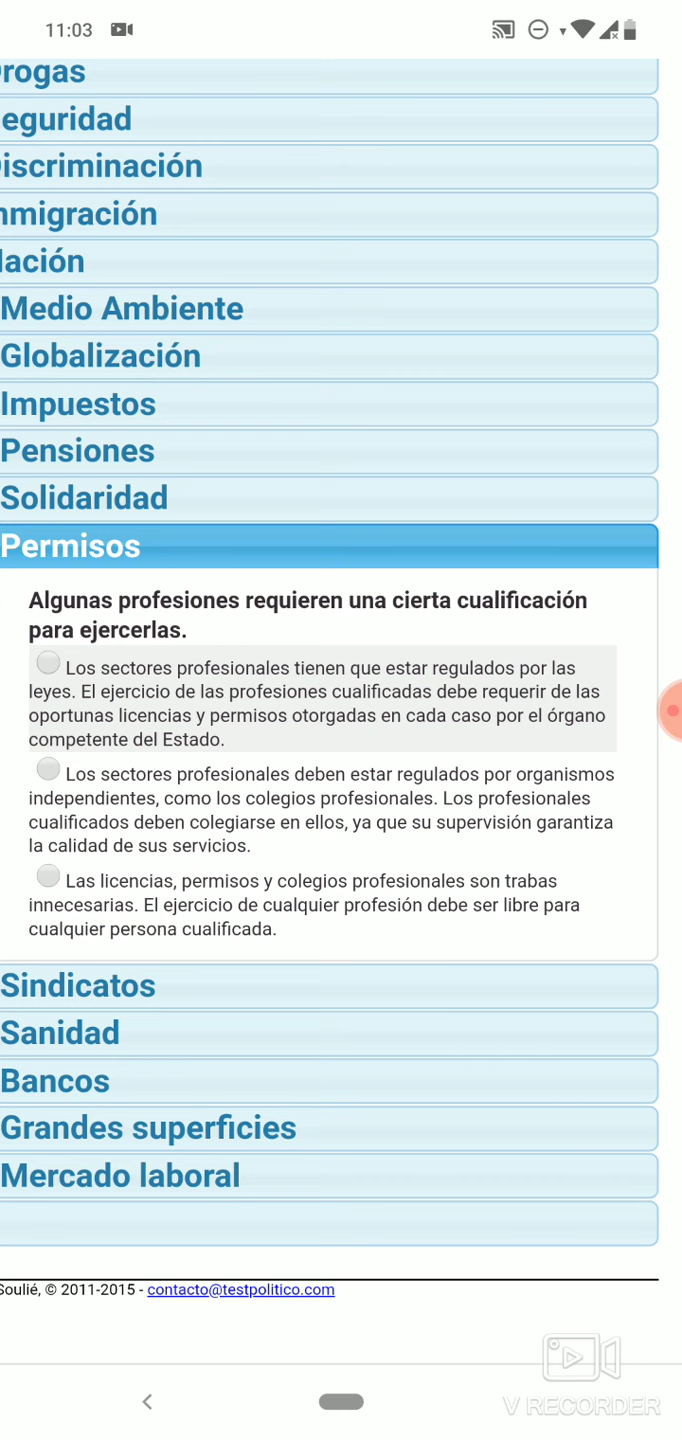 11:03
rogas
eguridad
iscriminación
nmigración
lación
Medio Ambiente
Globalización
Impuestos
Pensiones
Solidaridad
Permisos
Algunas profesiones requieren una cierta cualificación
para ejercerlas.
Los sectores profesionales tienen que estar regulados por las
leyes. El ejercicio de las profesiones cualificadas debe requerir de las
oportunas licencias y permisos otorgadas en cada caso por el órgano
competente del Estado.
Los sectores profesionales deben estar regulados por organismos
independientes, como los colegios profesionales. Los profesionales
cualificados deben colegiarse en ellos, ya que su supervisión garantiza
la calidad de sus servicios.
Las licencias, permisos y colegios profesionales son trabas
innecesarias. El ejercicio de cualquier profesión debe ser libre para
cualquier persona cualificada.
Sindicatos
Sanidad
Bancos
Grandes superficies
Mercado laboral
Soulié, © 2011-2015 - contacto@testpolitico.com
V RECORDER